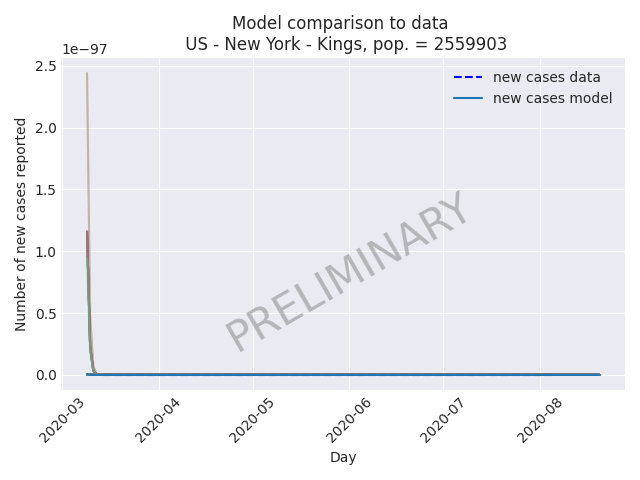 Model comparison to data
US - New York - Kings, pop. = 2559903
1e−97
new cases data
new cases model
2.5
2.0
1.5
1.0
0.5
0.0
Number of new cases reported
PRELIMINARY
2020-03
2020-04
2020-05
2020-06
2020-07
2020-08
Day